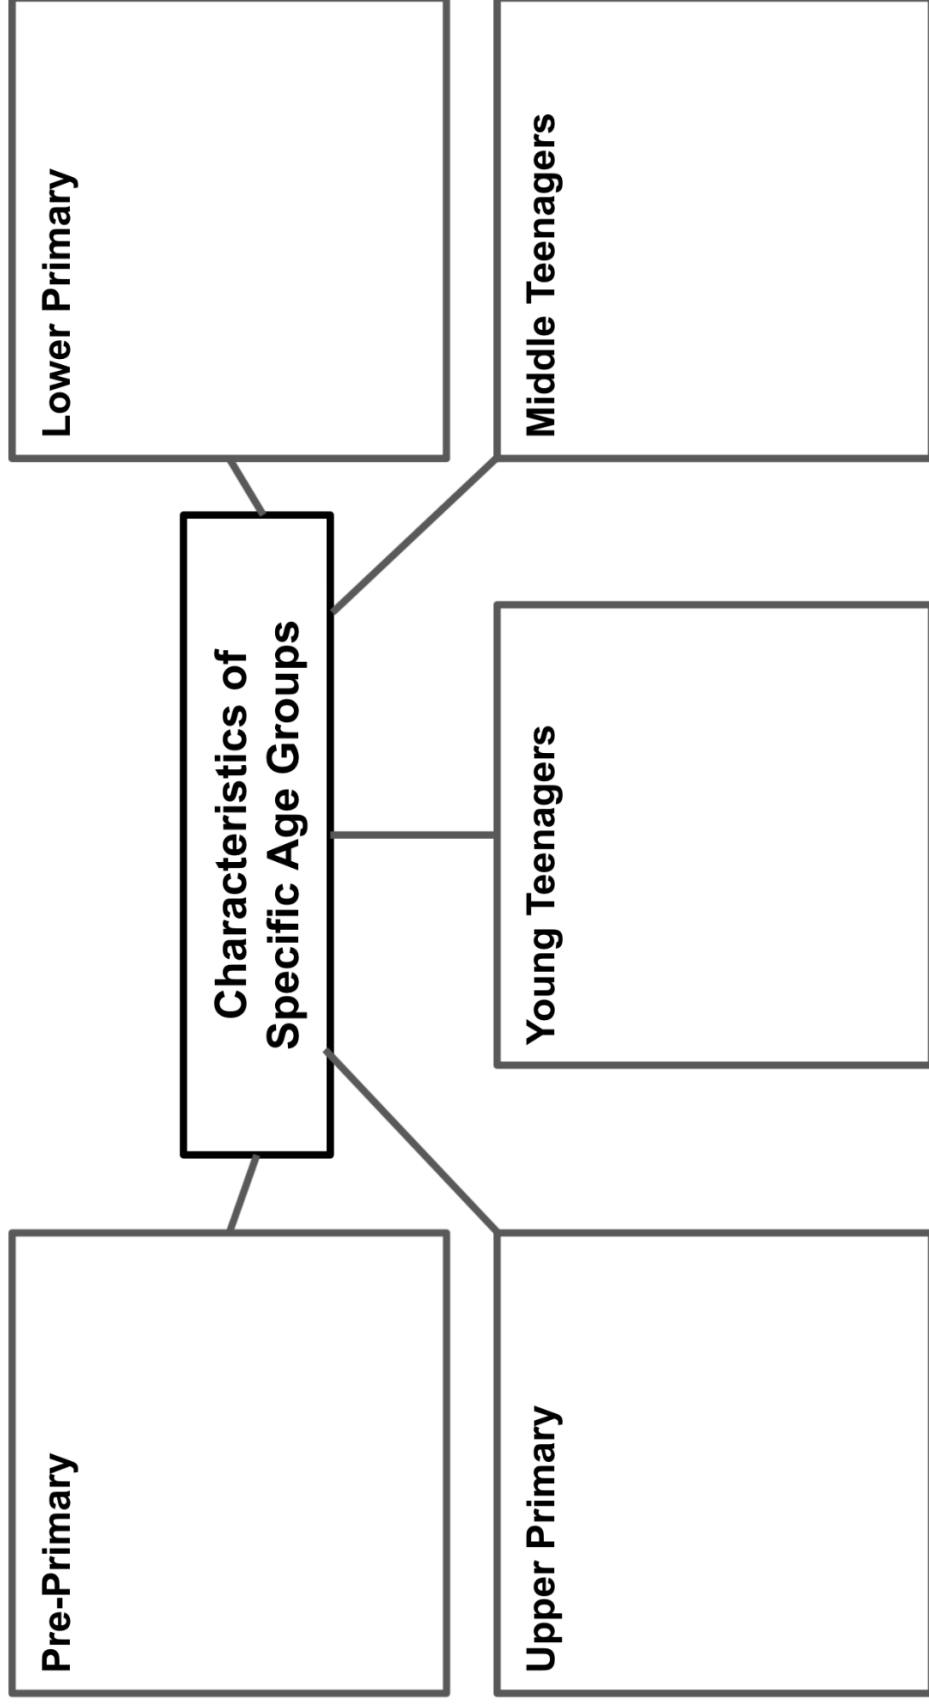 Pre-Primary
Characteristics of
Specific Age Groups
Lower Primary
Upper Primary
Young Teenagers
Middle Teenagers